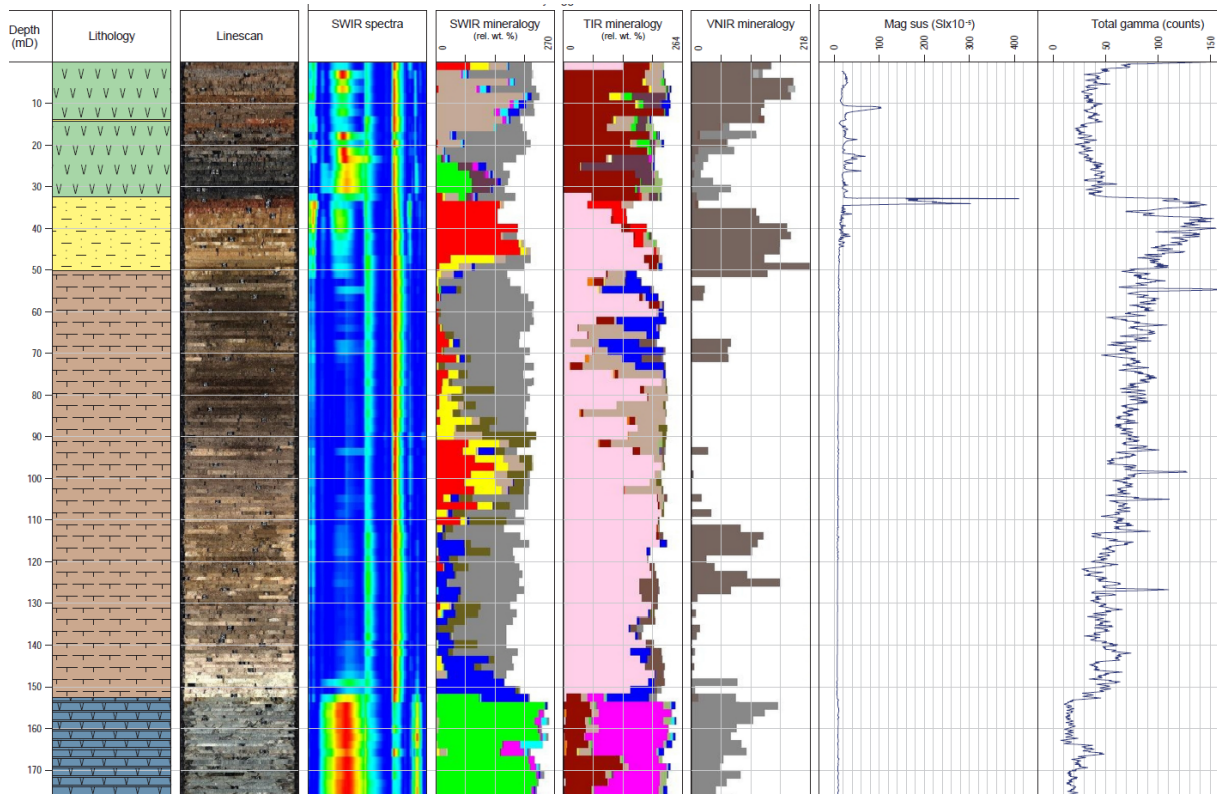 Depth
(mD)
Lithology
Linescan
SWIR spectra
SWIR mineralogy
(rel. wt. %)
0
270
TIR mineralogy
(rel. wt. %)
0
264
VNIR mineralogy
0
218
Mag sus (SIx10⁻⁵)
0 100 200 300 400
Total gamma (counts)
0 50 100 150
10
20
30
40
50
60
70
80
90
100
110
120
130
140
150
160
170